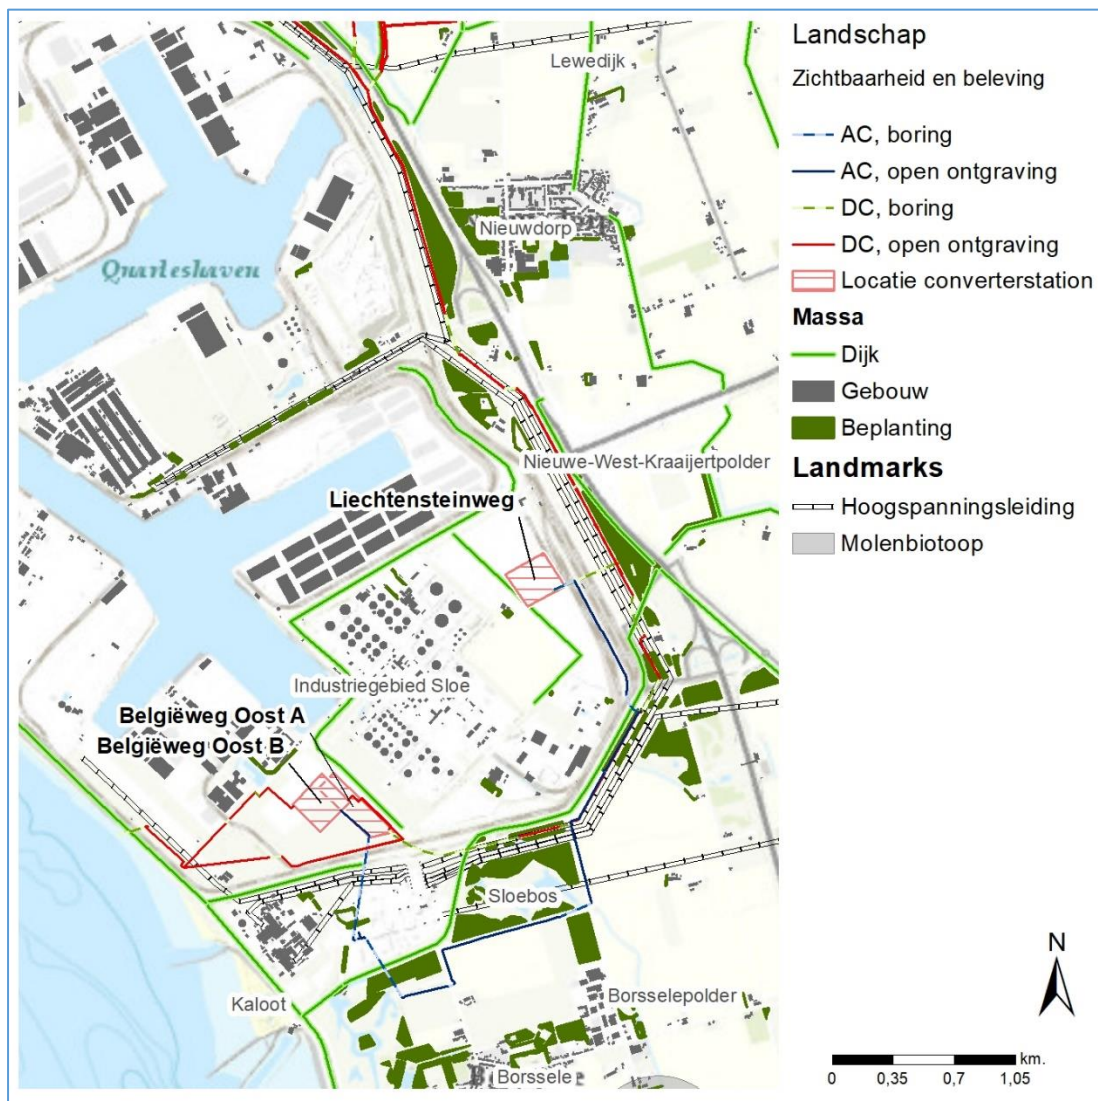 Landschap
Zichtbaarheid en beleving
AC, boring
AC, open ontgraving
DC, boring
DC, open ontgraving
Locatie converterstation
Massa
Dijk
Gebouw
Beplanting
Landmarks
Hoogspanningsleiding
Molenbiotoop
Lewedijk
Nieuwdorp
Quarleshaven
Nieuwe-West-Kraaijertpolder
Liechtensteinweg
Industriegebied Sloe
Belgiëweg Oost A
Belgiëweg Oost B
Sloebos
Kaloot
Borsselepolder
Borssele
N
km.
0 0,35 0,7 1,05